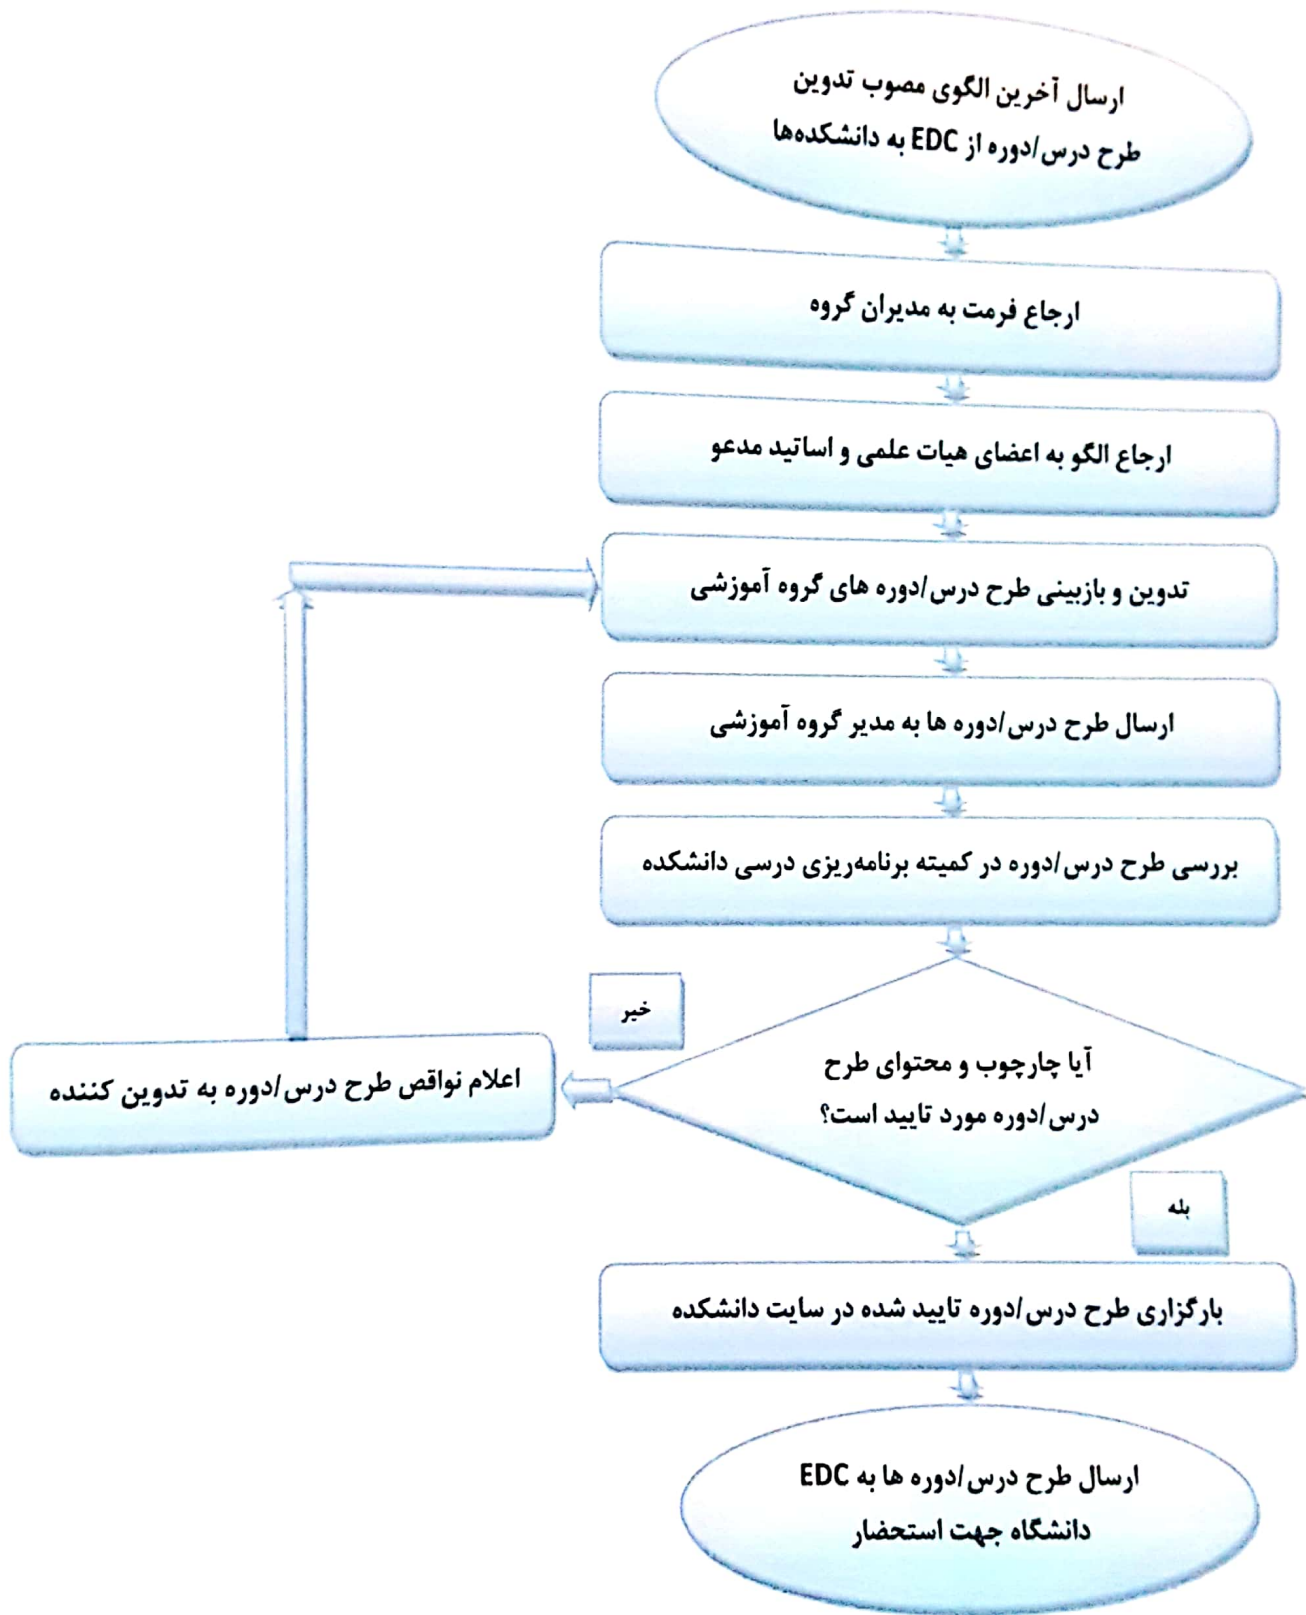 ارسال آخرین الگوی مصوب تدوین
طرح درس/دوره از EDC به دانشکده‌ها
ارجاع فرمت به مدیران گروه
ارجاع الگو به اعضای هیات علمی و اساتید مدعو
تدوین و بازبینی طرح درس/دوره های گروه آموزشی
ارسال طرح درس/دوره ها به مدیر گروه آموزشی
بررسی طرح درس/دوره در کمیته برنامه‌ریزی درسی دانشکده
خیر
آیا چارچوب و محتوای طرح
درس/دوره مورد تایید است؟
اعلام نواقص طرح درس/دوره به تدوین کننده
بله
بارگزاری طرح درس/دوره تایید شده در سایت دانشکده
ارسال طرح درس/دوره ها به EDC
دانشگاه جهت استحضار